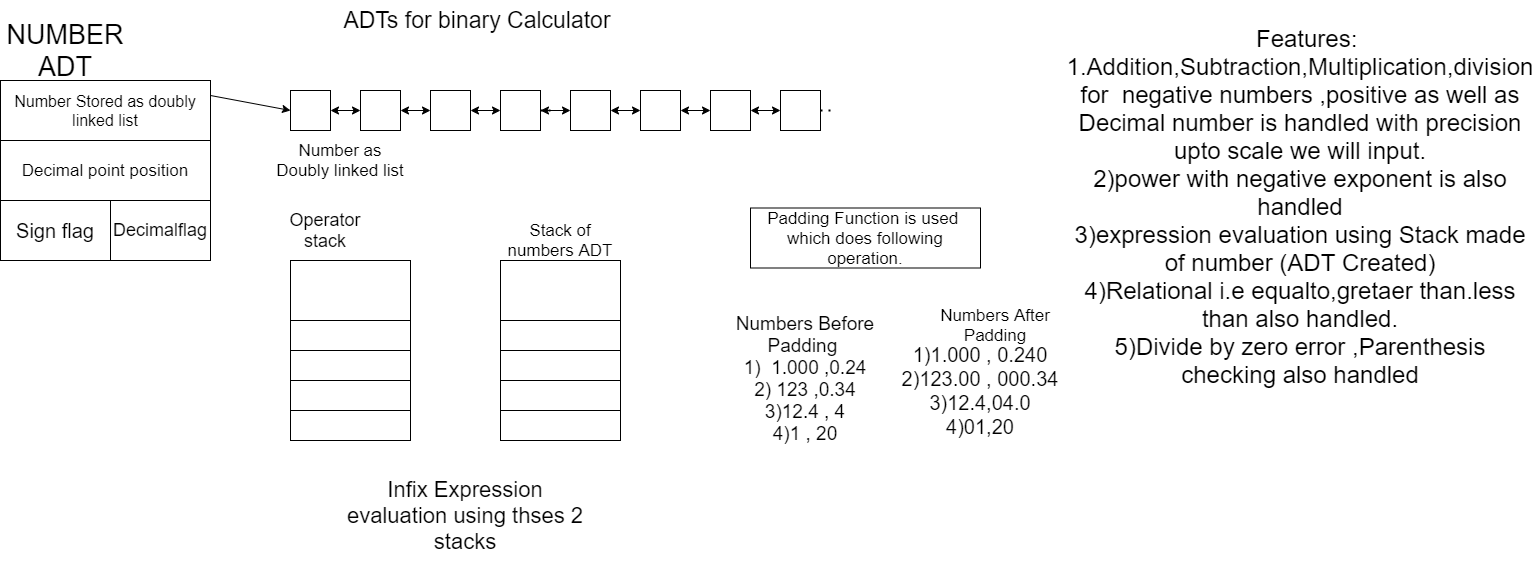 ADTs for binary Calculator
NUMBER
ADT
Number Stored as doubly
linked list
Decimal point position
Sign flag
Decimalflag
Number as
Doubly linked list
Operator
stack
Stack of
numbers ADT
Infix Expression
evaluation using thses 2
stacks
Padding Function is used
which does following
operation.
Numbers Before
Padding
1) 1.000 ,0.24
2) 123 ,0.34
3)12.4 , 4
4)1 , 20
Numbers After
Padding
1)1.000 , 0.240
2)123.00 , 000.34
3)12.4,04.0
4)01,20
Features:
1.Addition,Subtraction,Multiplication,division
for negative numbers ,positive as well as
Decimal number is handled with precision
upto scale we will input.
2)power with negative exponent is also
handled
3)expression evaluation using Stack made
of number (ADT Created)
4)Relational i.e equalto,gretaer than.less
than also handled.
5)Divide by zero error ,Parenthesis
checking also handled